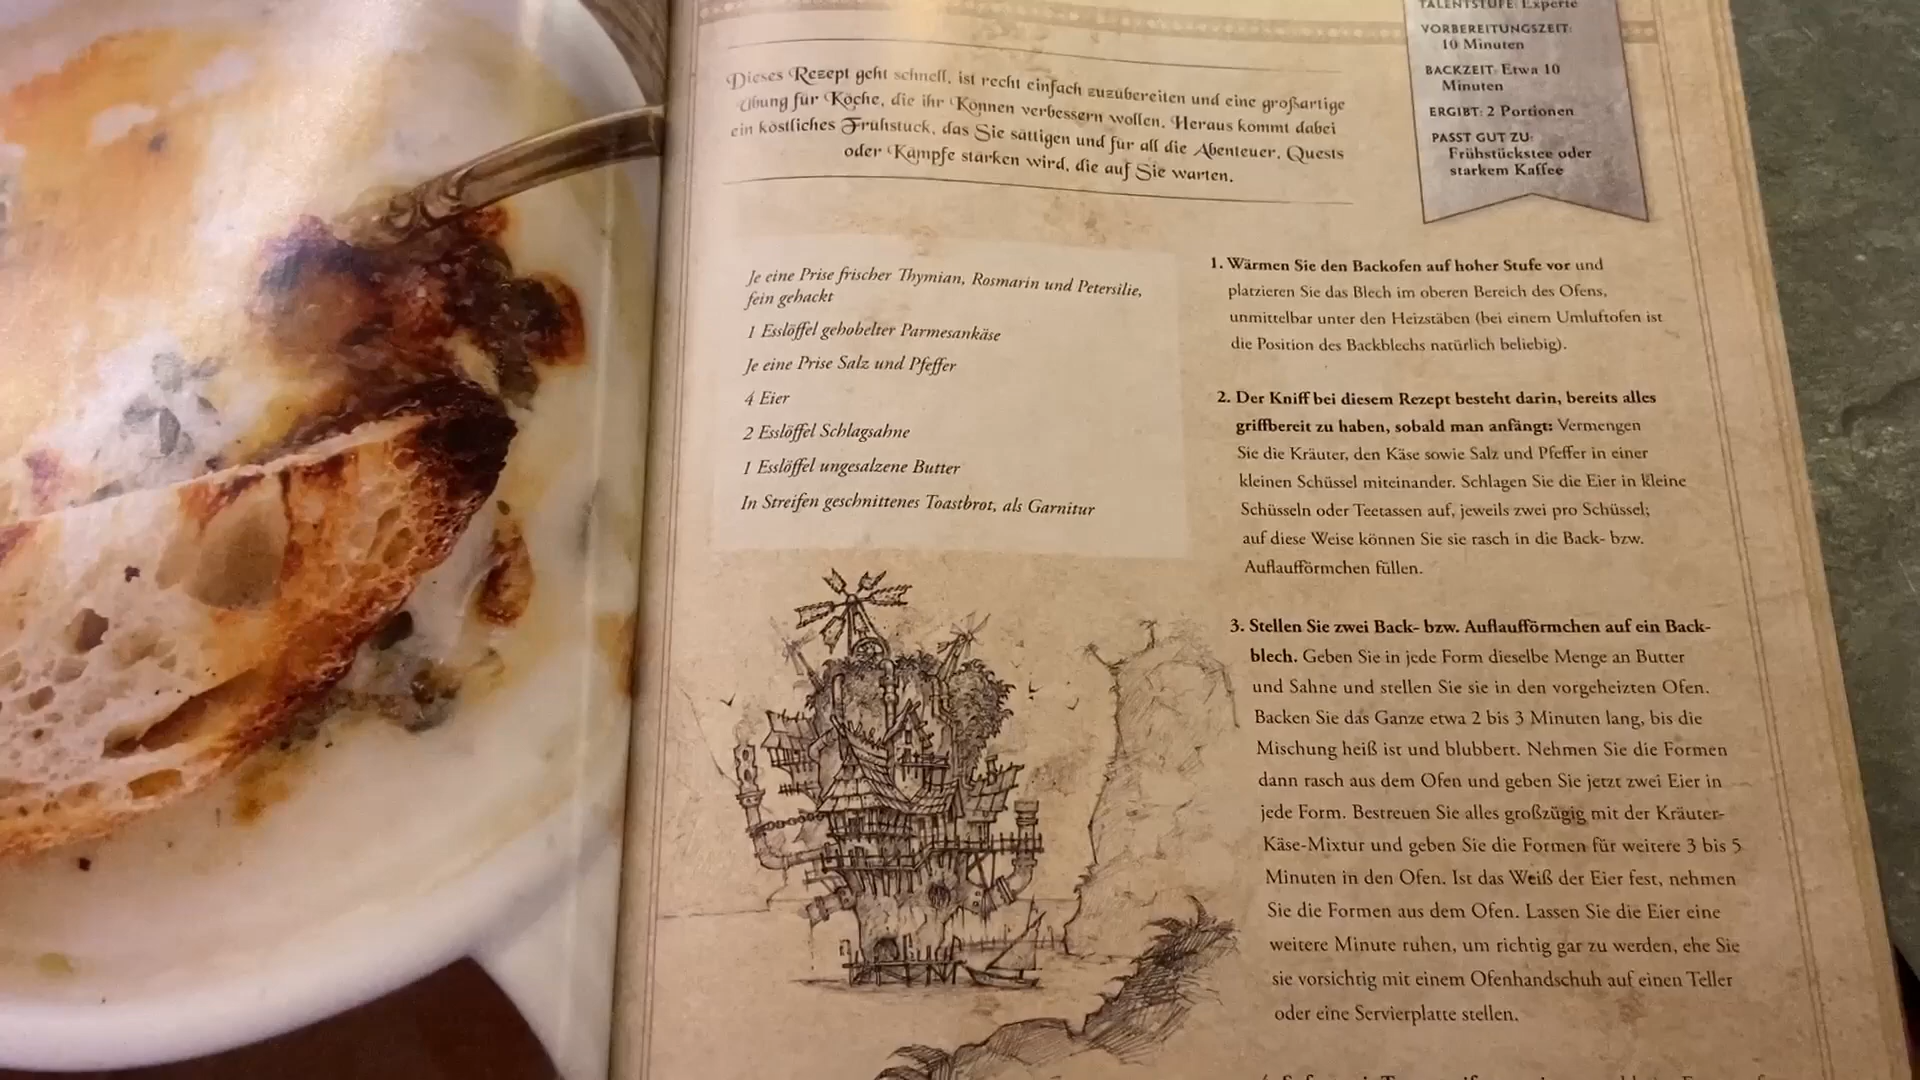 TALENTSTUFE: Experte
VORBEREITUNGSZEIT:
10 Minuten
BACKZEIT: Etwa 10
Minuten
ERGIBT: 2 Portionen
PASST GUT ZU:
Frühstückstee oder
starkem Kaffee
Dieses Rezept geht schnell, ist recht einfach zuzubereiten und eine großartige
Übung für Köche, die ihr Können verbessern wollen. Heraus kommt dabei
ein köstliches Frühstück, das Sie sättigen und für all die Abenteuer, Quests
oder Kämpfe stärken wird, die auf Sie warten.
Je eine Prise frischer Thymian, Rosmarin und Petersilie,
fein gehackt
1 Esslöffel gehobelter Parmesankäse
Je eine Prise Salz und Pfeffer
4 Eier
2 Esslöffel Schlagsahne
1 Esslöffel ungesalzene Butter
In Streifen geschnittenes Toastbrot, als Garnitur
1. Wärmen Sie den Backofen auf hoher Stufe vor und
platzieren Sie das Blech im oberen Bereich des Ofens,
unmittelbar unter den Heizstäben (bei einem Umluftofen ist
die Position des Backblechs natürlich beliebig).
2. Der Kniff bei diesem Rezept besteht darin, bereits alles
griffbereit zu haben, sobald man anfängt: Vermengen
Sie die Kräuter, den Käse sowie Salz und Pfeffer in einer
kleinen Schüssel miteinander. Schlagen Sie die Eier in kleine
Schüsseln oder Teetassen auf, jeweils zwei pro Schüssel;
auf diese Weise können Sie sie rasch in die Back- bzw.
Auflaufförmchen füllen.
3. Stellen Sie zwei Back- bzw. Auflaufförmchen auf ein Back-
blech. Geben Sie in jede Form dieselbe Menge an Butter
und Sahne und stellen Sie sie in den vorgeheizten Ofen.
Backen Sie das Ganze etwa 2 bis 3 Minuten lang, bis die
Mischung heiß ist und blubbert. Nehmen Sie die Formen
dann rasch aus dem Ofen und geben Sie jetzt zwei Eier in
jede Form. Bestreuen Sie alles großzügig mit der Kräuter-
Käse-Mixtur und geben Sie die Formen für weitere 3 bis 5
Minuten in den Ofen. Ist das Weiß der Eier fest, nehmen
Sie die Formen aus dem Ofen. Lassen Sie die Eier eine
weitere Minute ruhen, um richtig gar zu werden, ehe Sie
sie vorsichtig mit einem Ofenhandschuh auf einen Teller
oder eine Servierplatte stellen.